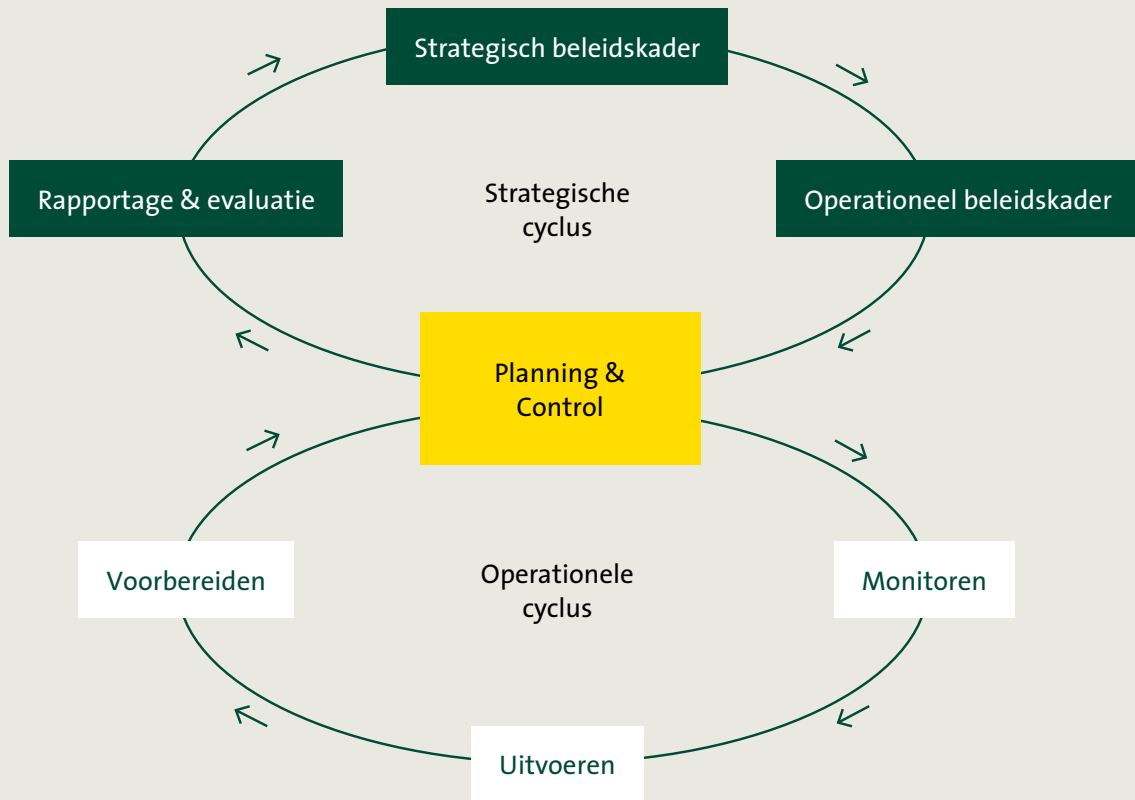 Strategisch beleidskader
Rapportage & evaluatie
Strategische
cyclus
Operationeel beleidskader
Planning &
Control
Voorbereiden
Operationele
cyclus
Monitoren
Uitvoeren